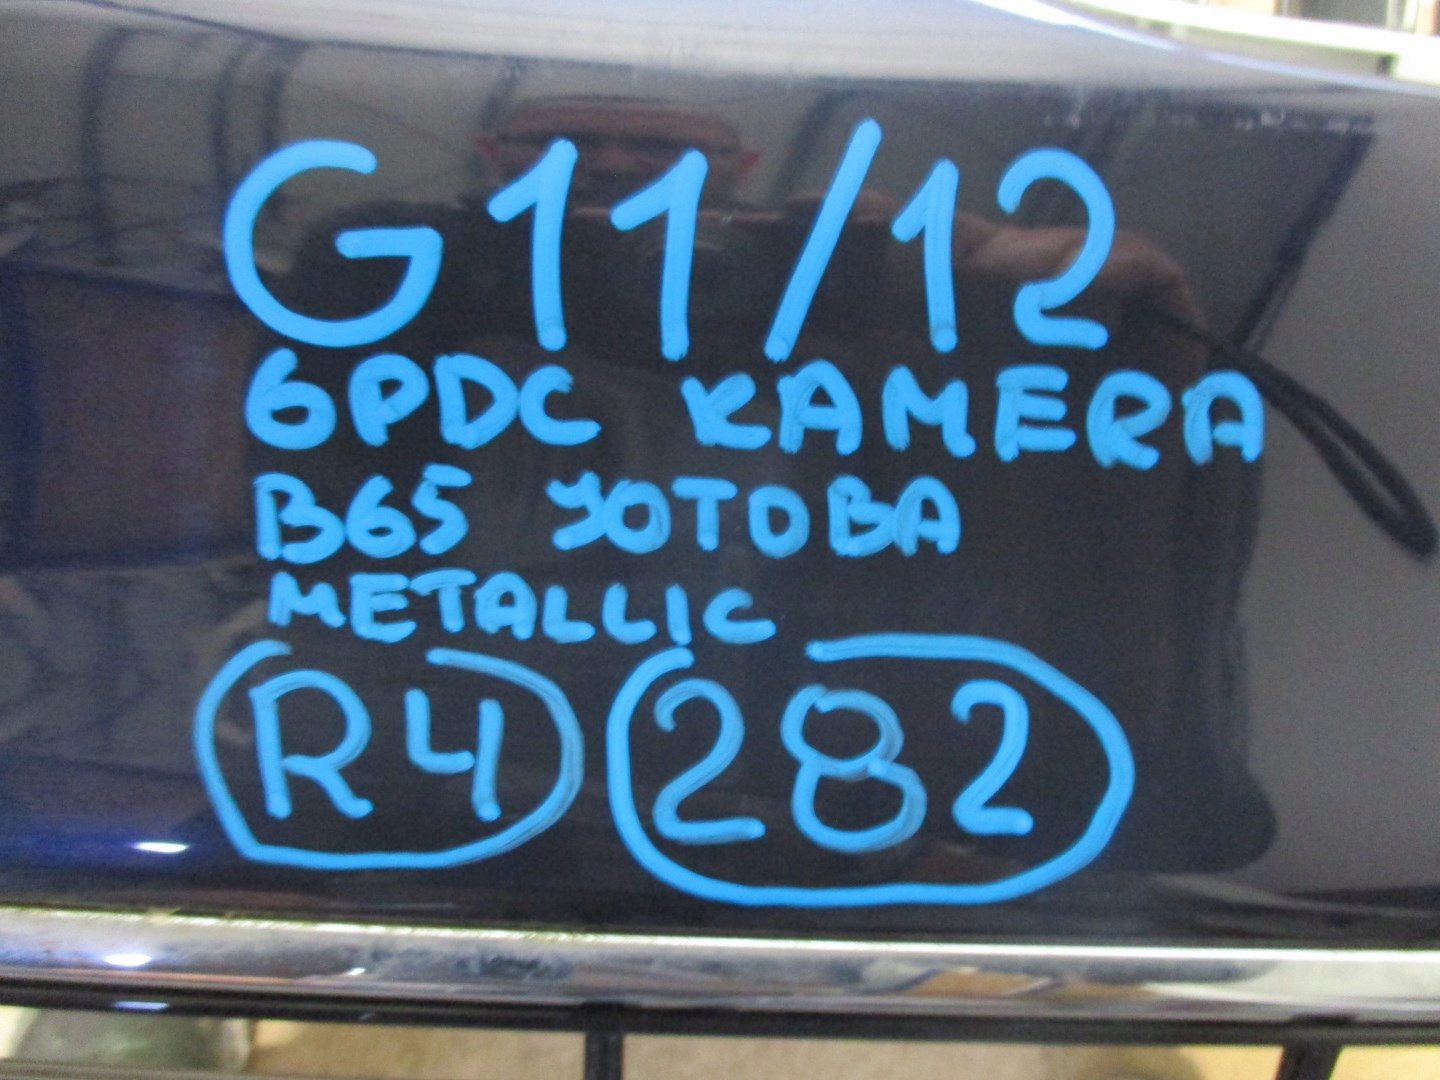 G11/12
6PDC KAMERA
B65 JOTOBA
METALLIC
R4 282